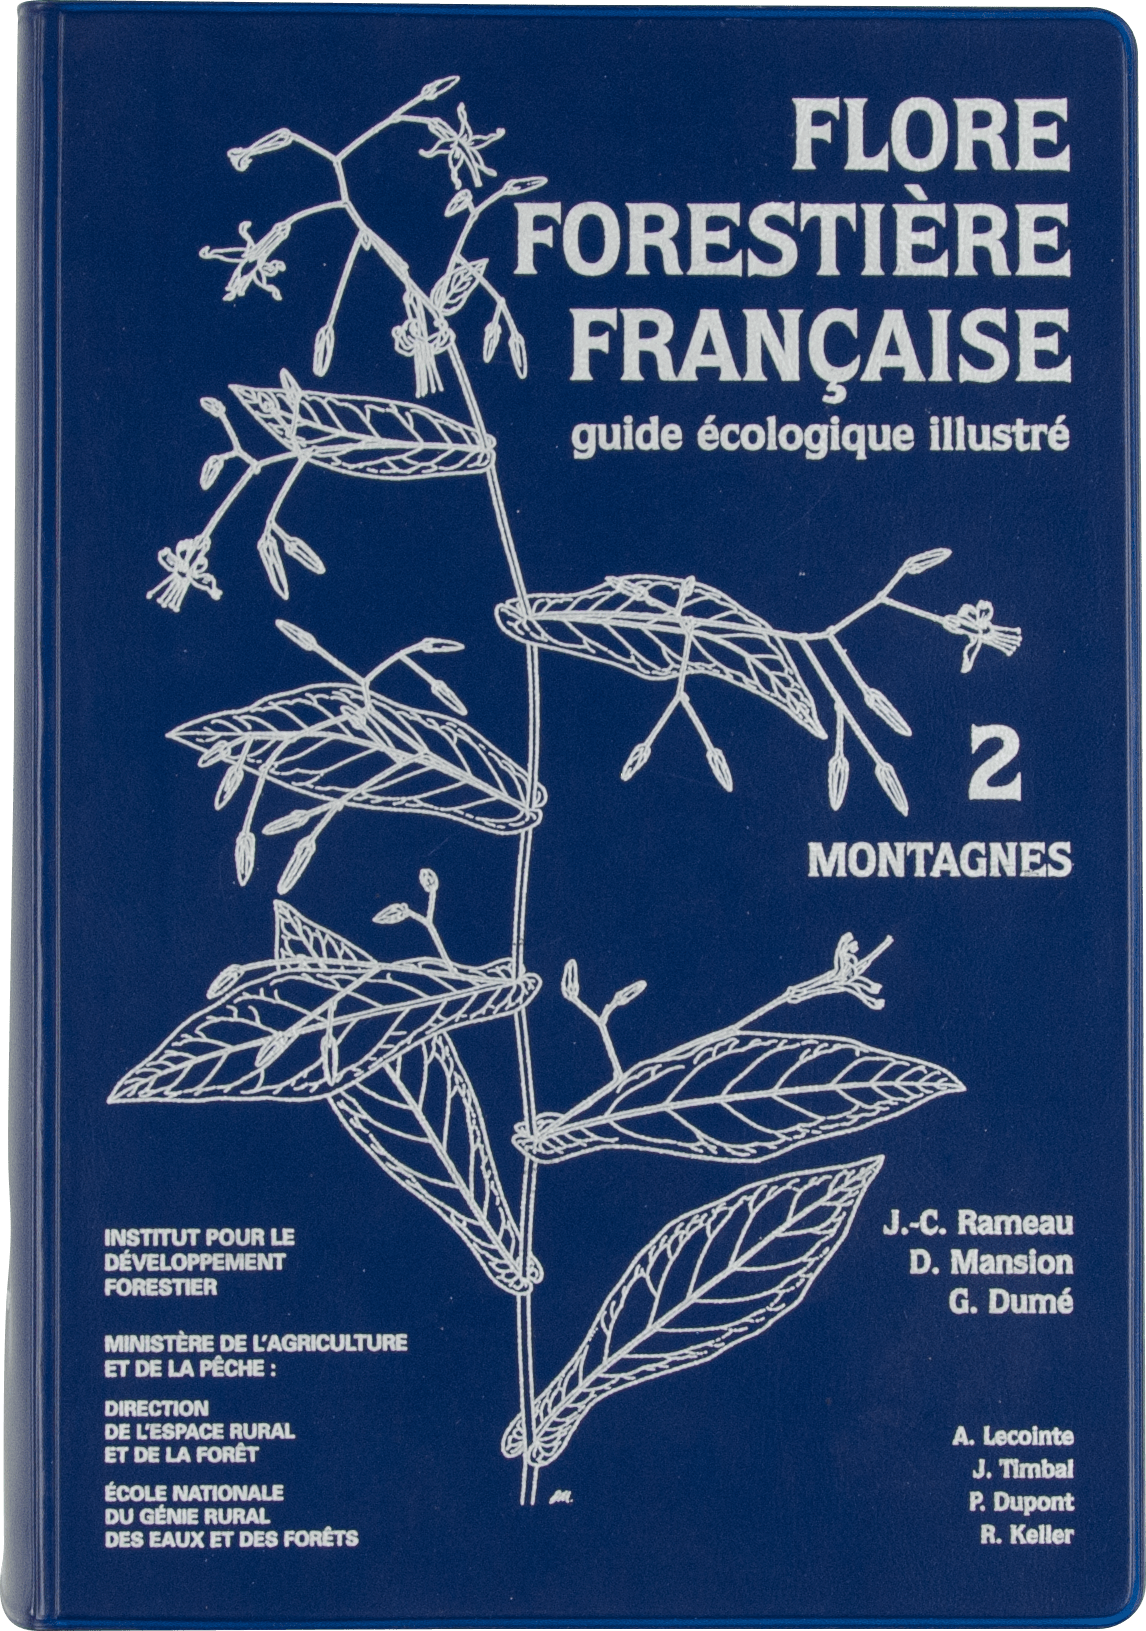 FLORE
FORESTIÈRE
FRANÇAISE
guide écologique illustré
2
MONTAGNES
J.-C. Rameau
D. Mansion
G. Dumé
INSTITUT POUR LE
DÉVELOPPEMENT
FORESTIER
MINISTÈRE DE L'AGRICULTURE
ET DE LA PÊCHE :
DIRECTION
DE L'ESPACE RURAL
ET DE LA FORÊT
ÉCOLE NATIONALE
DU GÉNIE RURAL
DES EAUX ET DES FORÊTS
A. Lecointe
J. Timbal
P. Dupont
R. Keller